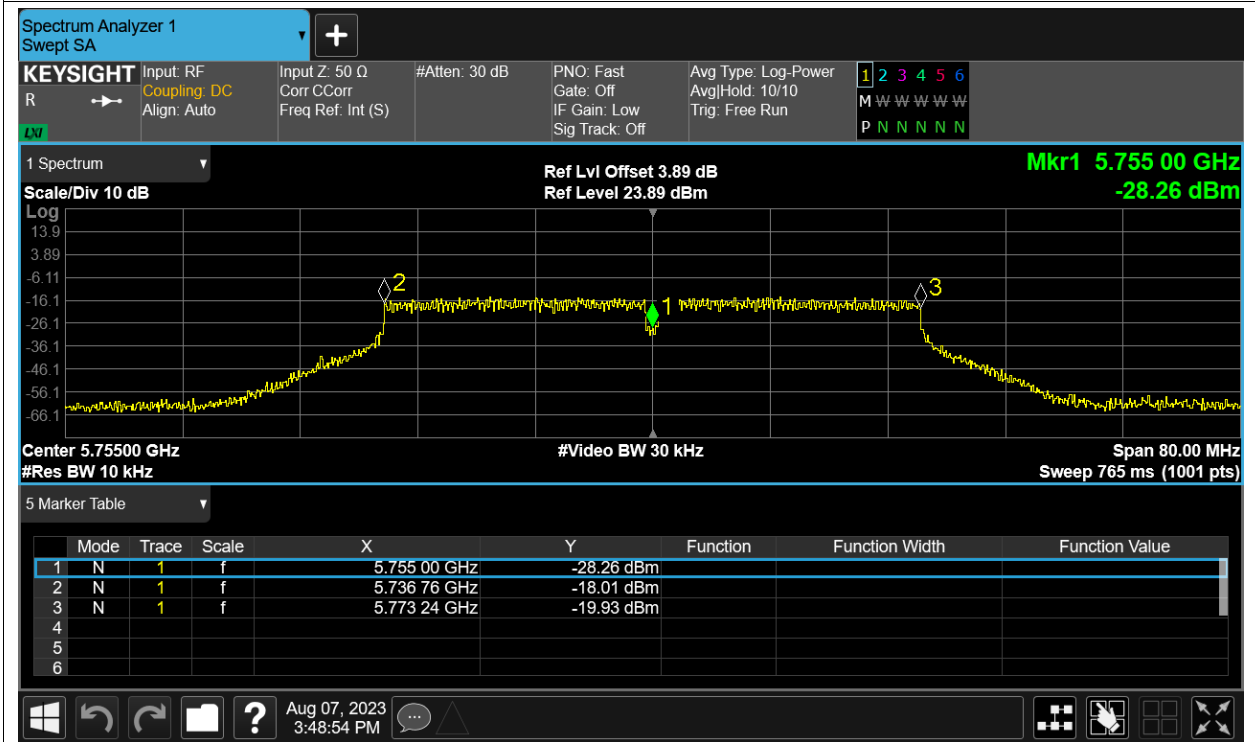 Spectrum Analyzer 1
Swept SA
+
KEYSIGHT
R
LXI
Input: RF
Coupling: DC
Align: Auto
Input Z: 50 Ω
Corr CCorr
Freq Ref: Int (S)
#Atten: 30 dB
PNO: Fast
Gate: Off
IF Gain: Low
Sig Track: Off
Avg Type: Log-Power
Avg|Hold: 10/10
Trig: Free Run
1 2 3 4 5 6
M W W W W W
P N N N N N
1 Spectrum
Scale/Div 10 dB
Ref Lvl Offset 3.89 dB
Ref Level 23.89 dBm
Mkr1 5.755 00 GHz
-28.26 dBm
Log
13.9
3.89
-6.11
-16.1
-26.1
-36.1
-46.1
-56.1
-66.1
2
1
3
Center 5.75500 GHz
#Video BW 30 kHz
Span 80.00 MHz
#Res BW 10 kHz
Sweep 765 ms (1001 pts)
5 Marker Table
Mode Trace Scale X Y Function Function Width Function Value
1 N 1 f 5.755 00 GHz -28.26 dBm
2 N 1 f 5.736 76 GHz -18.01 dBm
3 N 1 f 5.773 24 GHz -19.93 dBm
4
5
6
?
Aug 07, 2023
3:48:54 PM